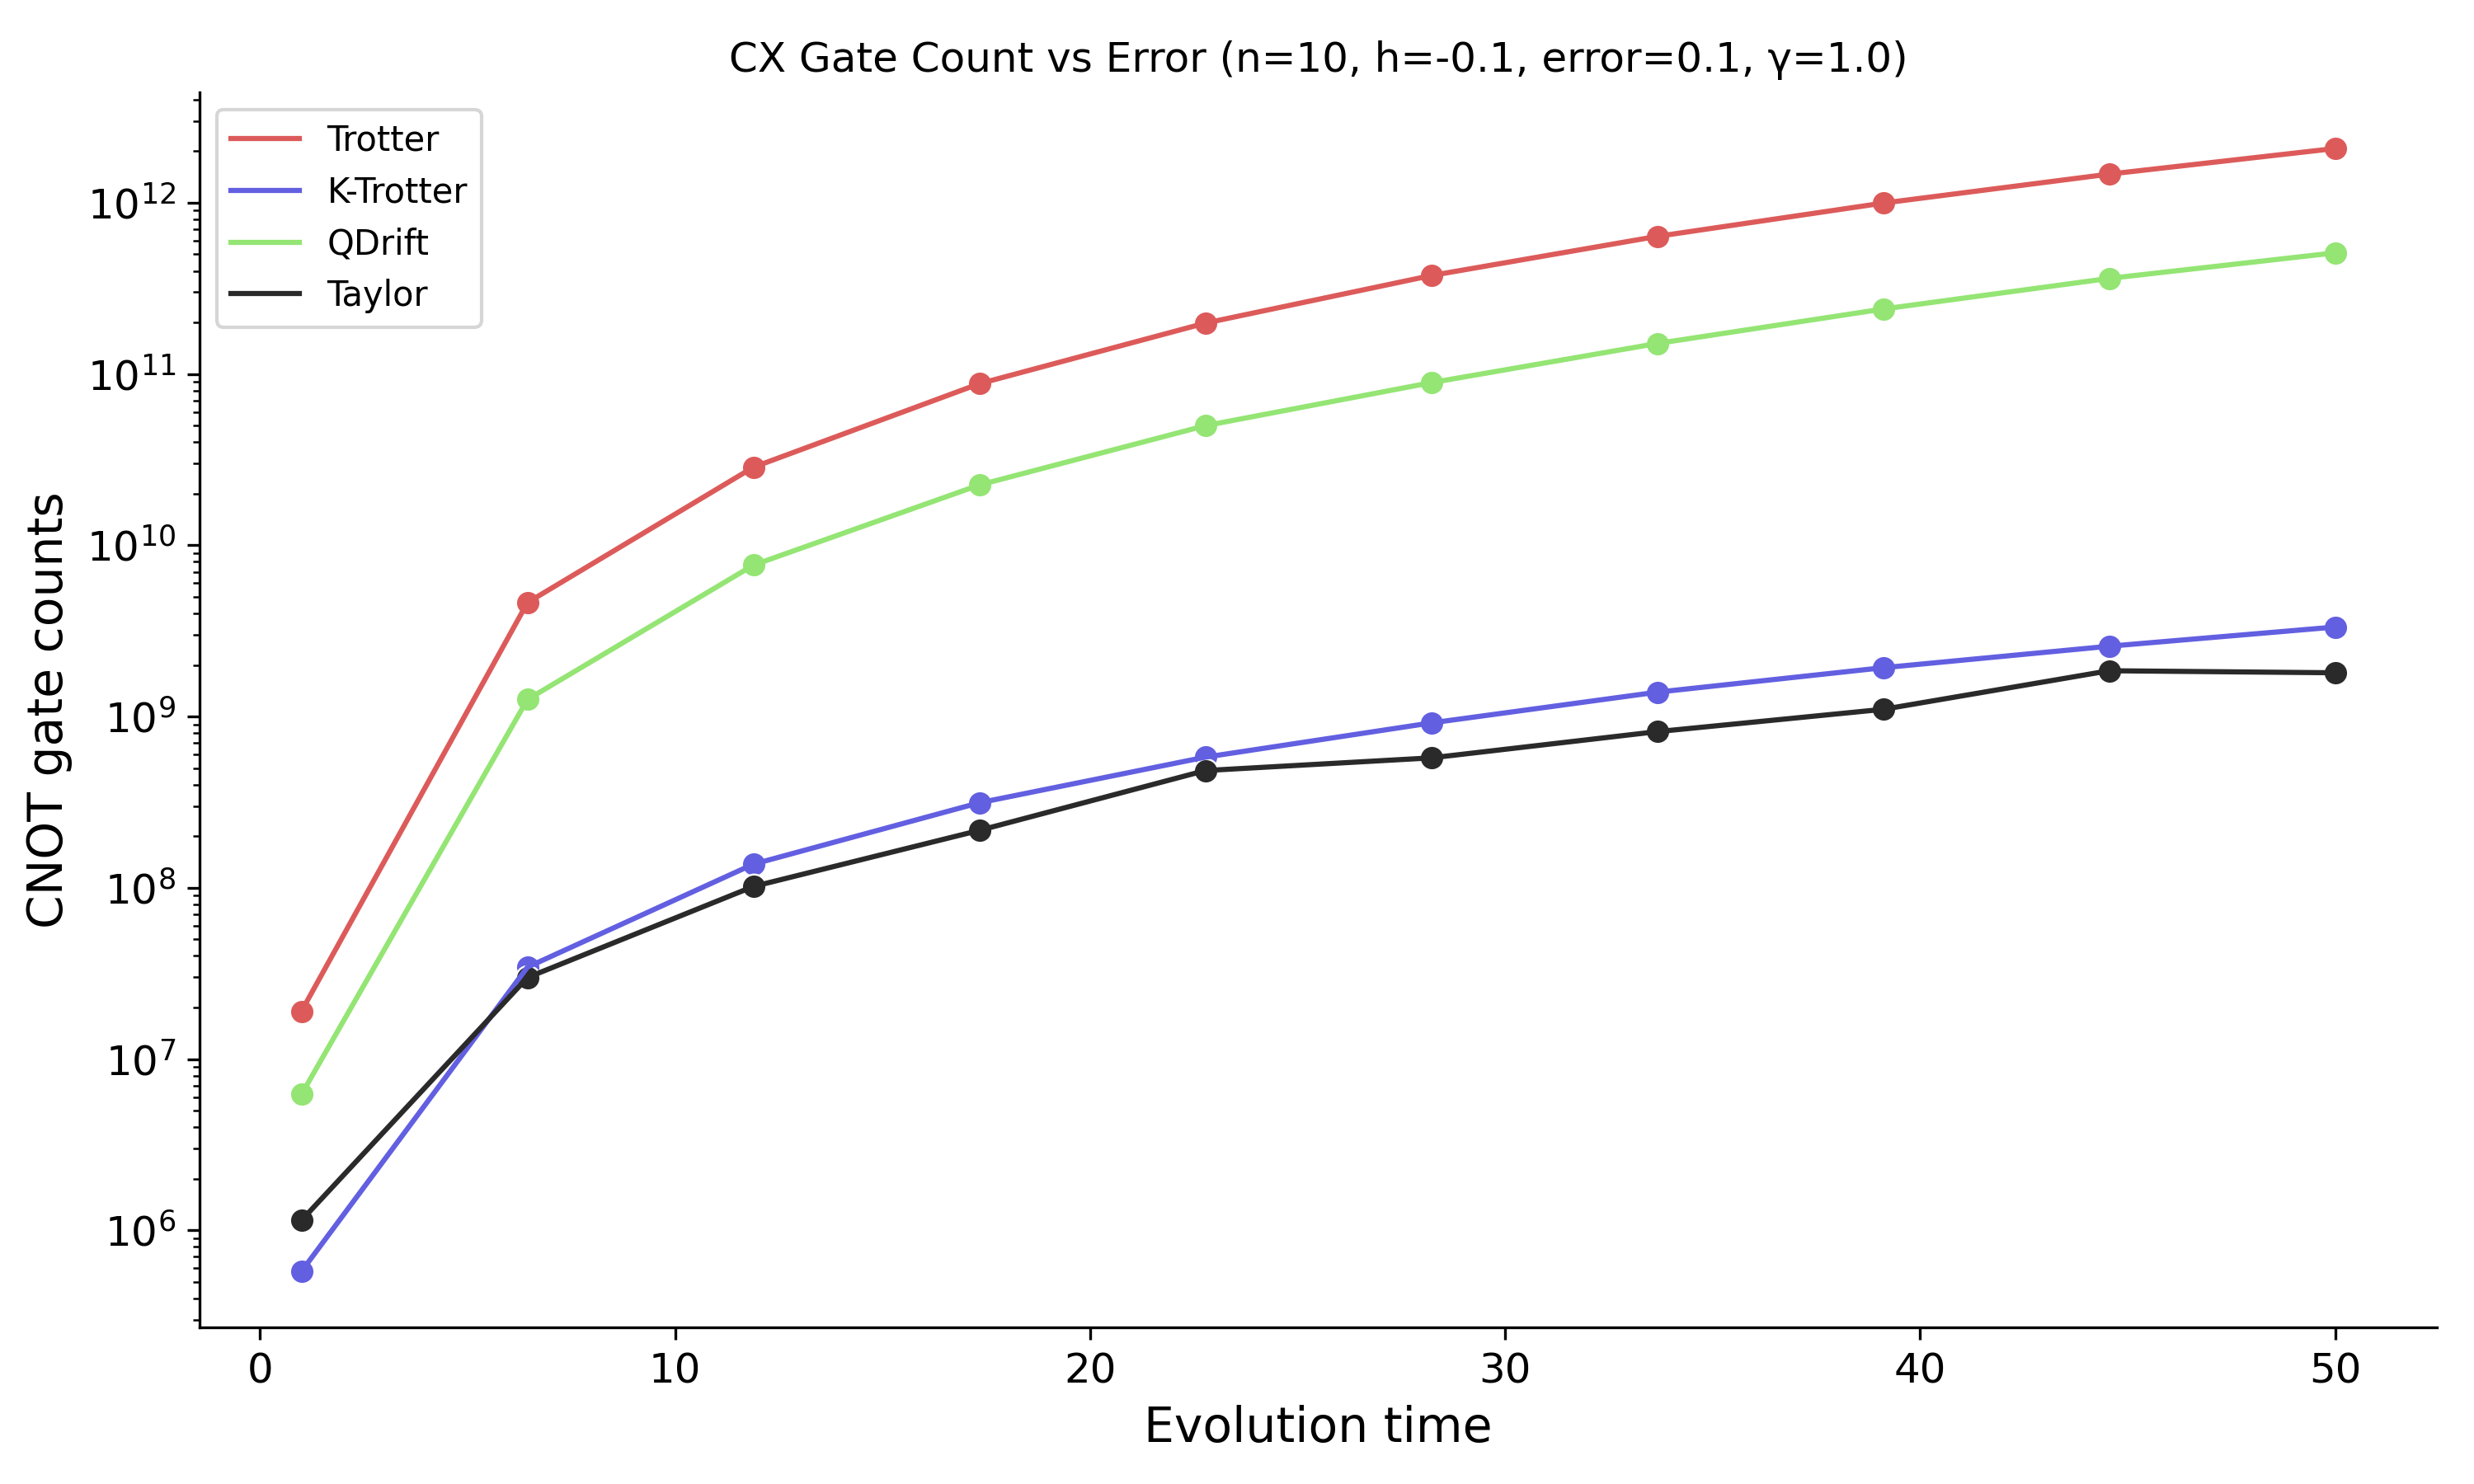 CX Gate Count vs Error (n=10, h=-0.1, error=0.1, γ=1.0)
Trotter
K-Trotter
QDrift
Taylor
CNOT gate counts
10¹²
10¹¹
10¹⁰
10⁹
10⁸
10⁷
10⁶
0 10 20 30 40 50
Evolution time